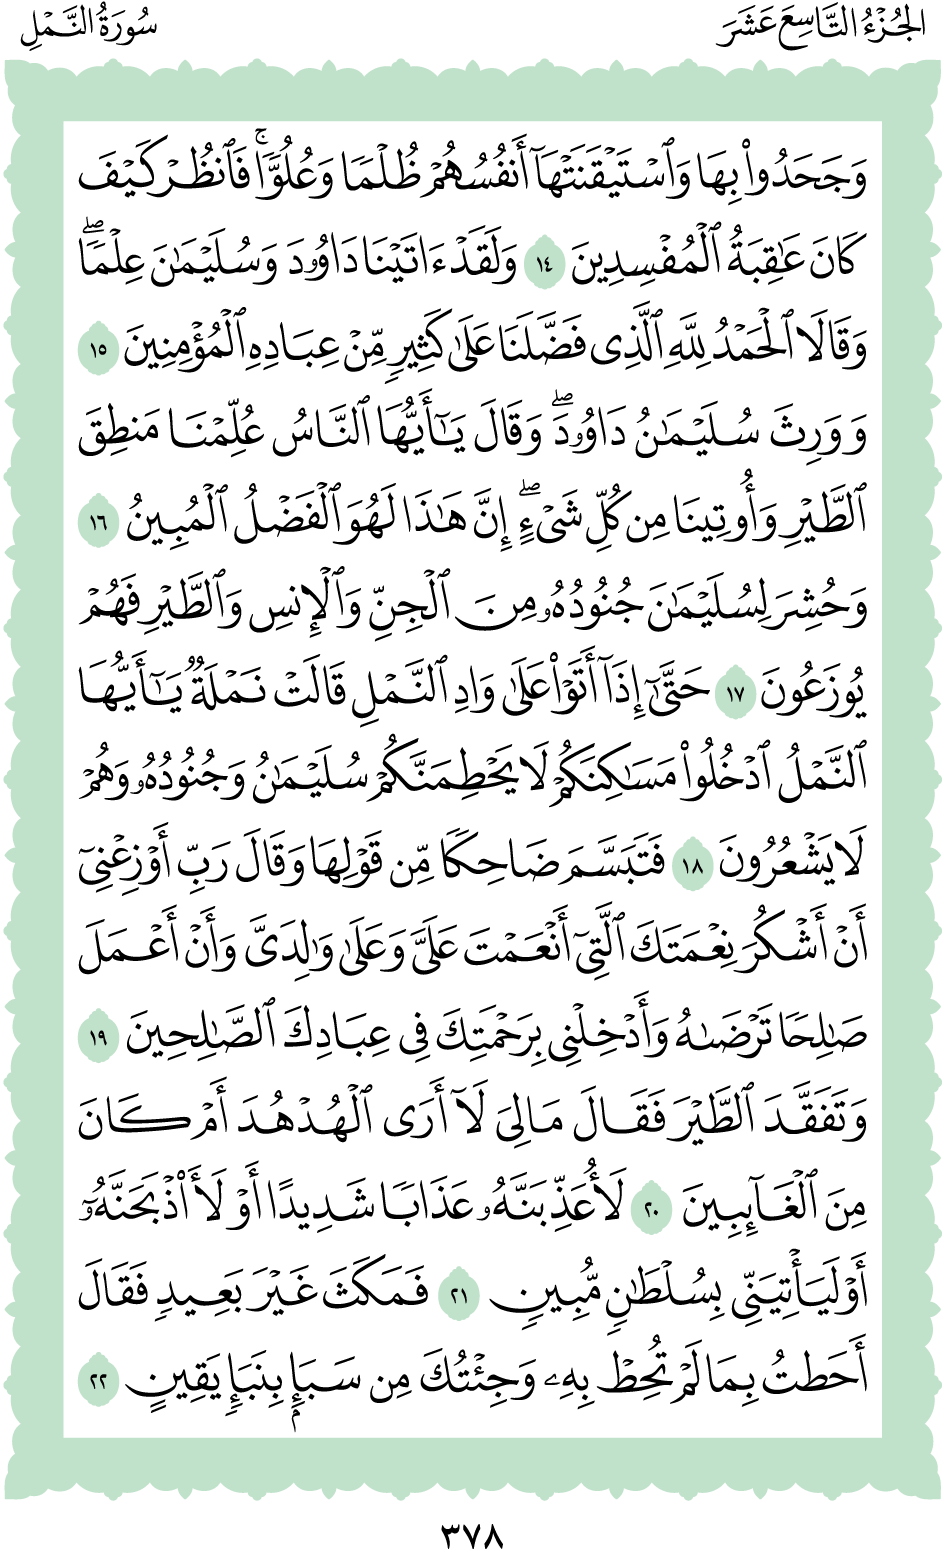 الجُزْءُ التَّاسِعَ عَشَرَ
سُورَةُ النَّمْلِ
وَجَحَدُوا۟ بِهَا وَٱسْتَيْقَنَتْهَآ أَنفُسُهُمْ ظُلْمًا وَعُلُوًّا ۚ فَٱنظُرْ كَيْفَ
كَانَ عَٰقِبَةُ ٱلْمُفْسِدِينَ ١٤ وَلَقَدْ ءَاتَيْنَا دَاوُۥدَ وَسُلَيْمَٰنَ عِلْمًا ۖ
وَقَالَا ٱلْحَمْدُ لِلَّهِ ٱلَّذِى فَضَّلَنَا عَلَىٰ كَثِيرٍ مِّنْ عِبَادِهِ ٱلْمُؤْمِنِينَ ١٥
وَوَرِثَ سُلَيْمَٰنُ دَاوُۥدَ ۖ وَقَالَ يَٰٓأَيُّهَا ٱلنَّاسُ عُلِّمْنَا مَنطِقَ
ٱلطَّيْرِ وَأُوتِينَا مِن كُلِّ شَىْءٍ ۖ إِنَّ هَٰذَا لَهُوَ ٱلْفَضْلُ ٱلْمُبِينُ ١٦
وَحُشِرَ لِسُلَيْمَٰنَ جُنُودُهُۥ مِنَ ٱلْجِنِّ وَٱلْإِنسِ وَٱلطَّيْرِ فَهُمْ
يُوزَعُونَ ١٧ حَتَّىٰٓ إِذَآ أَتَوْا۟ عَلَىٰ وَادِ ٱلنَّمْلِ قَالَتْ نَمْلَةٌ يَٰٓأَيُّهَا
ٱلنَّمْلُ ٱدْخُلُوا۟ مَسَٰكِنَكُمْ لَا يَحْطِمَنَّكُمْ سُلَيْمَٰنُ وَجُنُودُهُۥ وَهُمْ
لَا يَشْعُرُونَ ١٨ فَتَبَسَّمَ ضَاحِكًا مِّن قَوْلِهَا وَقَالَ رَبِّ أَوْزِعْنِىٓ
أَنْ أَشْكُرَ نِعْمَتَكَ ٱلَّتِىٓ أَنْعَمْتَ عَلَىَّ وَعَلَىٰ وَٰلِدَىَّ وَأَنْ أَعْمَلَ
صَٰلِحًا تَرْضَىٰهُ وَأَدْخِلْنِى بِرَحْمَتِكَ فِى عِبَادِكَ ٱلصَّٰلِحِينَ ١٩
وَتَفَقَّدَ ٱلطَّيْرَ فَقَالَ مَالِىَ لَآ أَرَى ٱلْهُدْهُدَ أَمْ كَانَ
مِنَ ٱلْغَآئِبِينَ ٢٠ لَأُعَذِّبَنَّهُۥ عَذَابًا شَدِيدًا أَوْ لَأَا۟ذْبَحَنَّهُۥٓ
أَوْ لَيَأْتِيَنِّى بِسُلْطَٰنٍ مُّبِينٍ ٢١ فَمَكَثَ غَيْرَ بَعِيدٍ فَقَالَ
أَحَطتُ بِمَا لَمْ تُحِطْ بِهِۦ وَجِئْتُكَ مِن سَبَإٍۭ بِنَبَإٍ يَقِينٍ ٢٢
٣٧٨